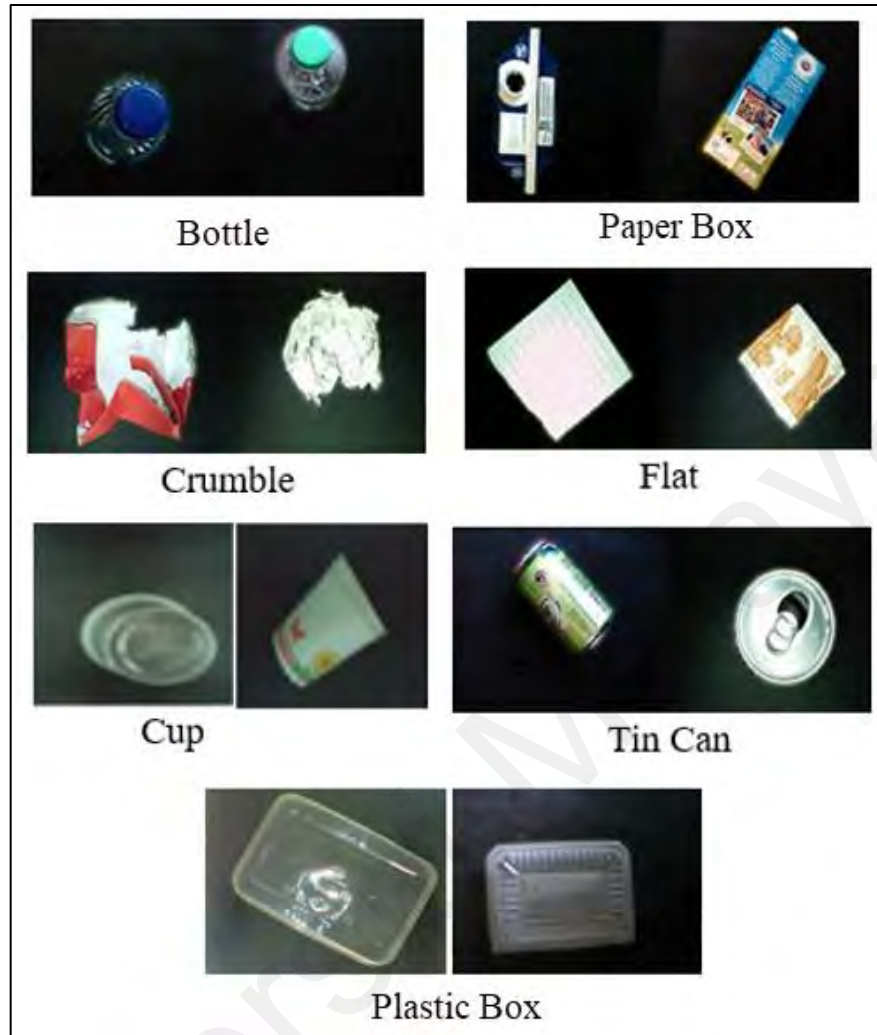 Bottle
Paper Box
Crumble
Flat
Cup
Tin Can
Plastic Box